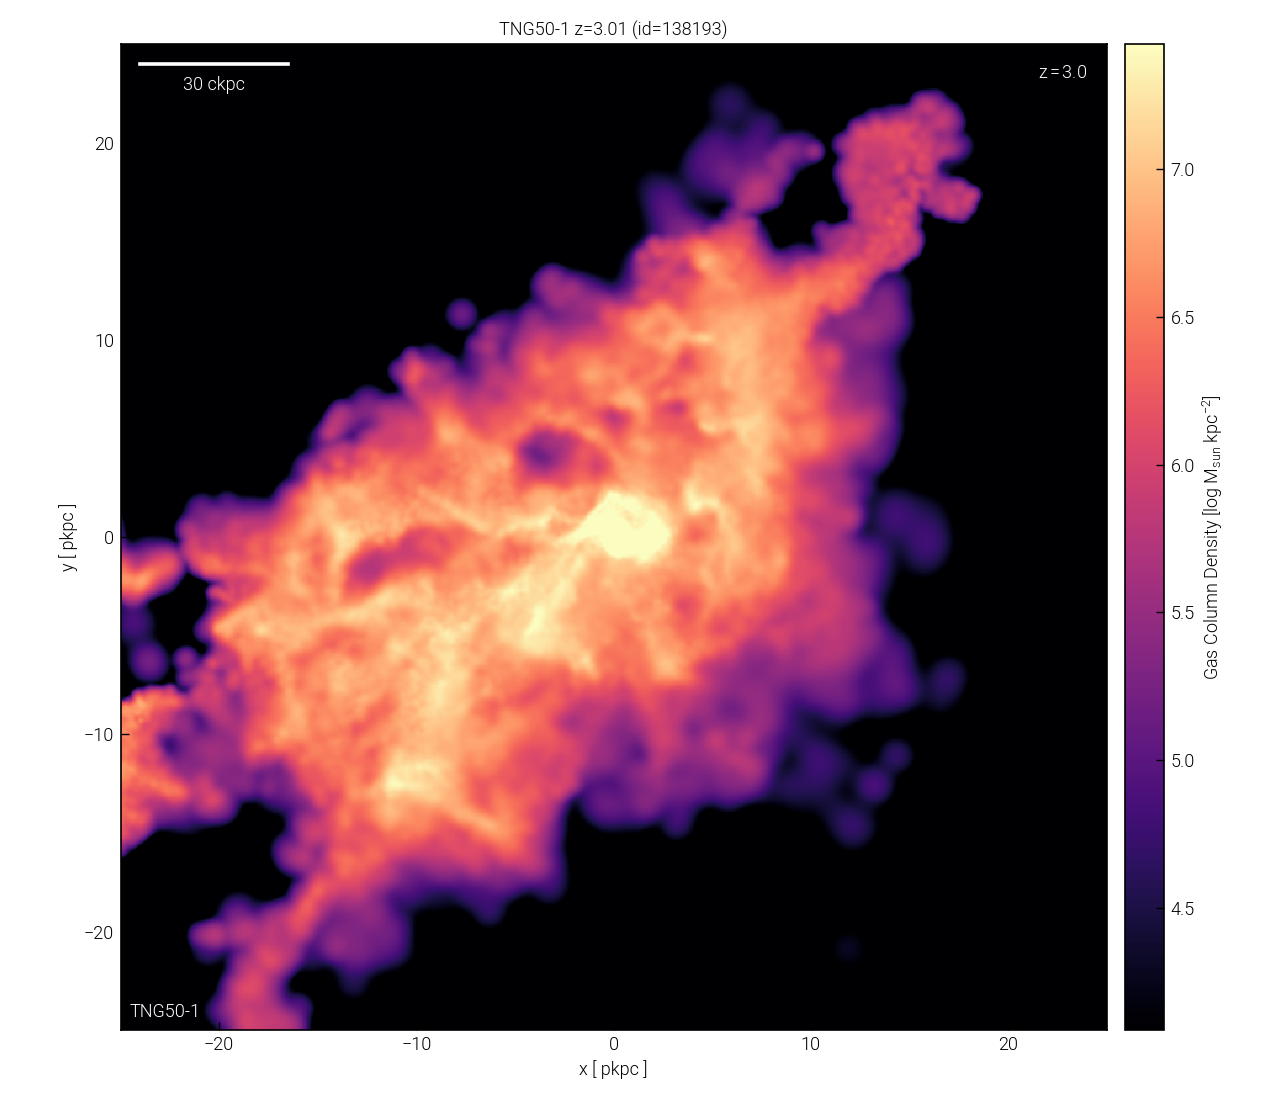 TNG50-1 z=3.01 (id=138193)
30 ckpc
z = 3.0
20
10
0
−10
−20
y [ pkpc ]
TNG50-1
−20
−10
0
10
20
x [ pkpc ]
7.0
6.5
6.0
5.5
5.0
4.5
Gas Column Density [log M_sun kpc^−2]